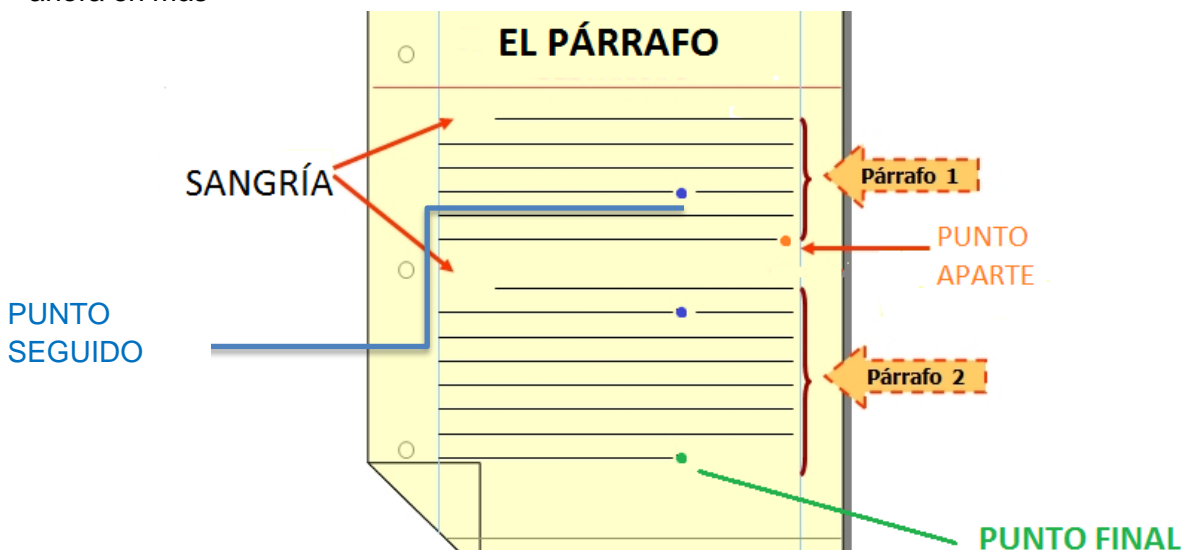 EL PÁRRAFO
SANGRÍA
Párrafo 1
PUNTO
APARTE
PUNTO
SEGUIDO
Párrafo 2
PUNTO FINAL